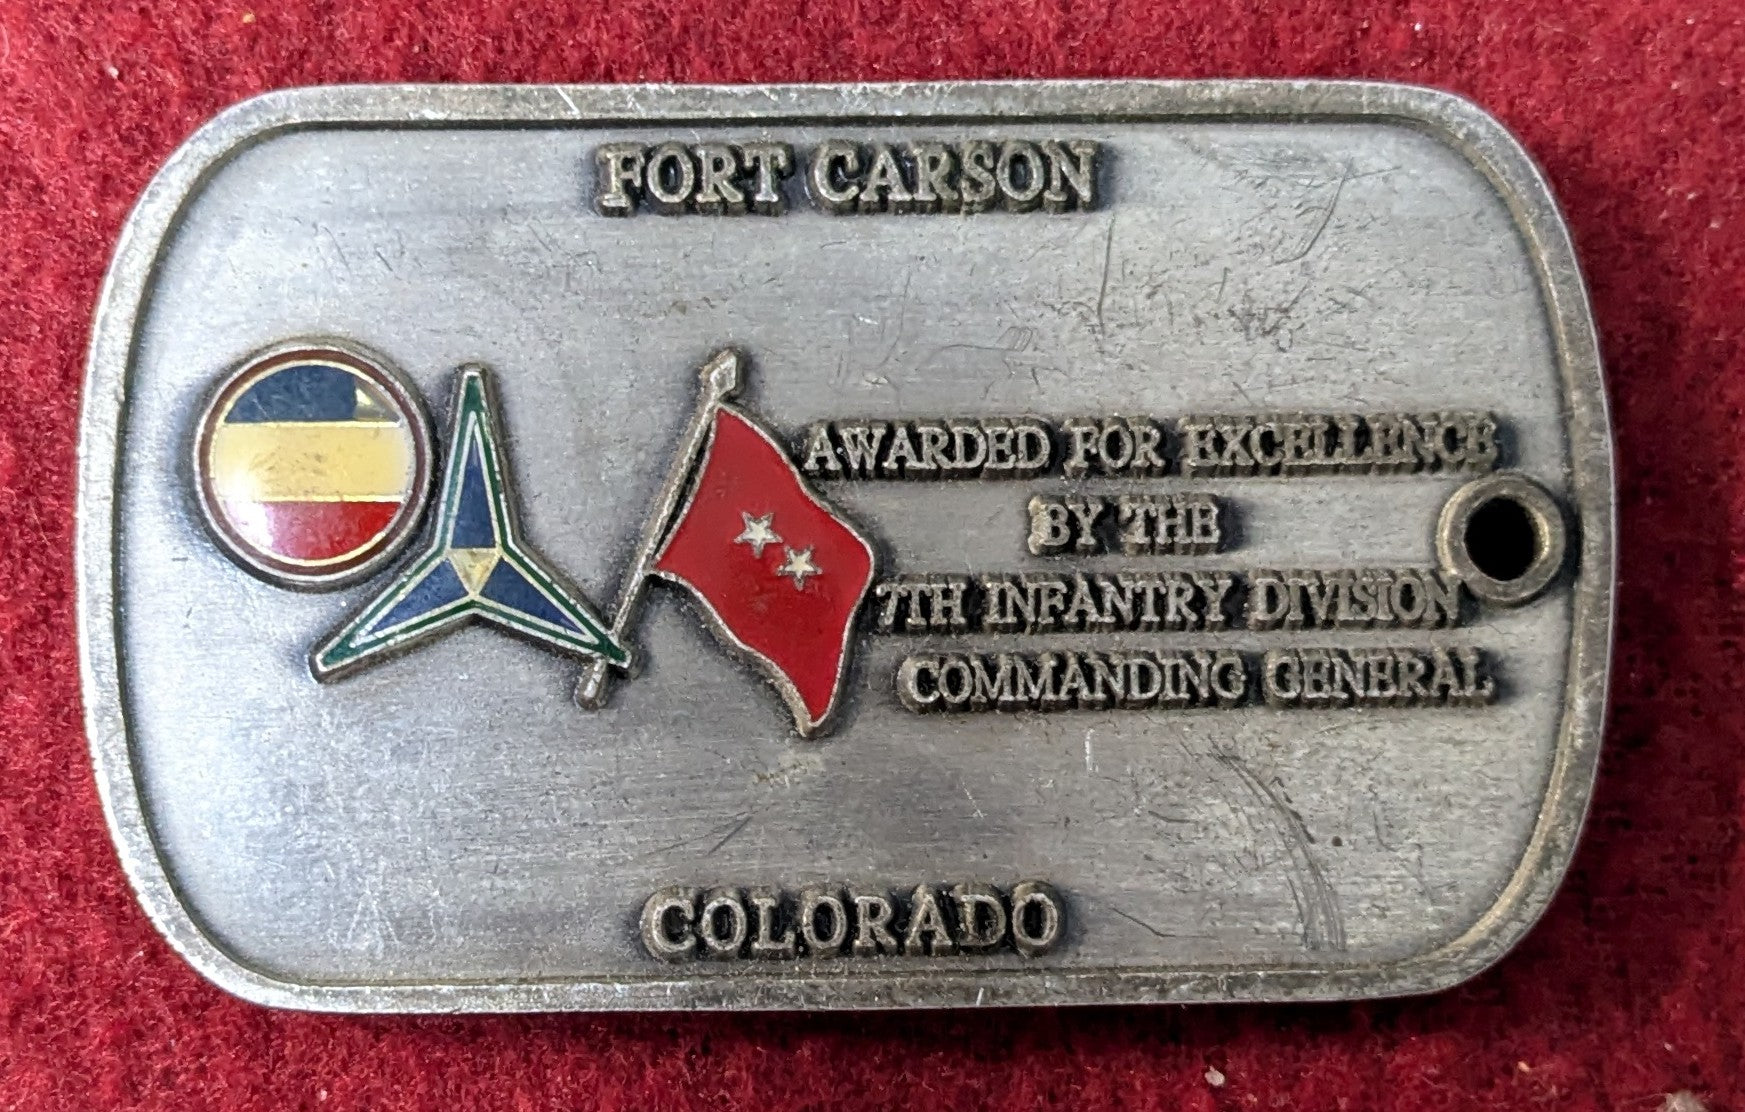 FORT CARSON
AWARDED FOR EXCELLENCE
BY THE
7TH INFANTRY DIVISION
COMMANDING GENERAL
COLORADO